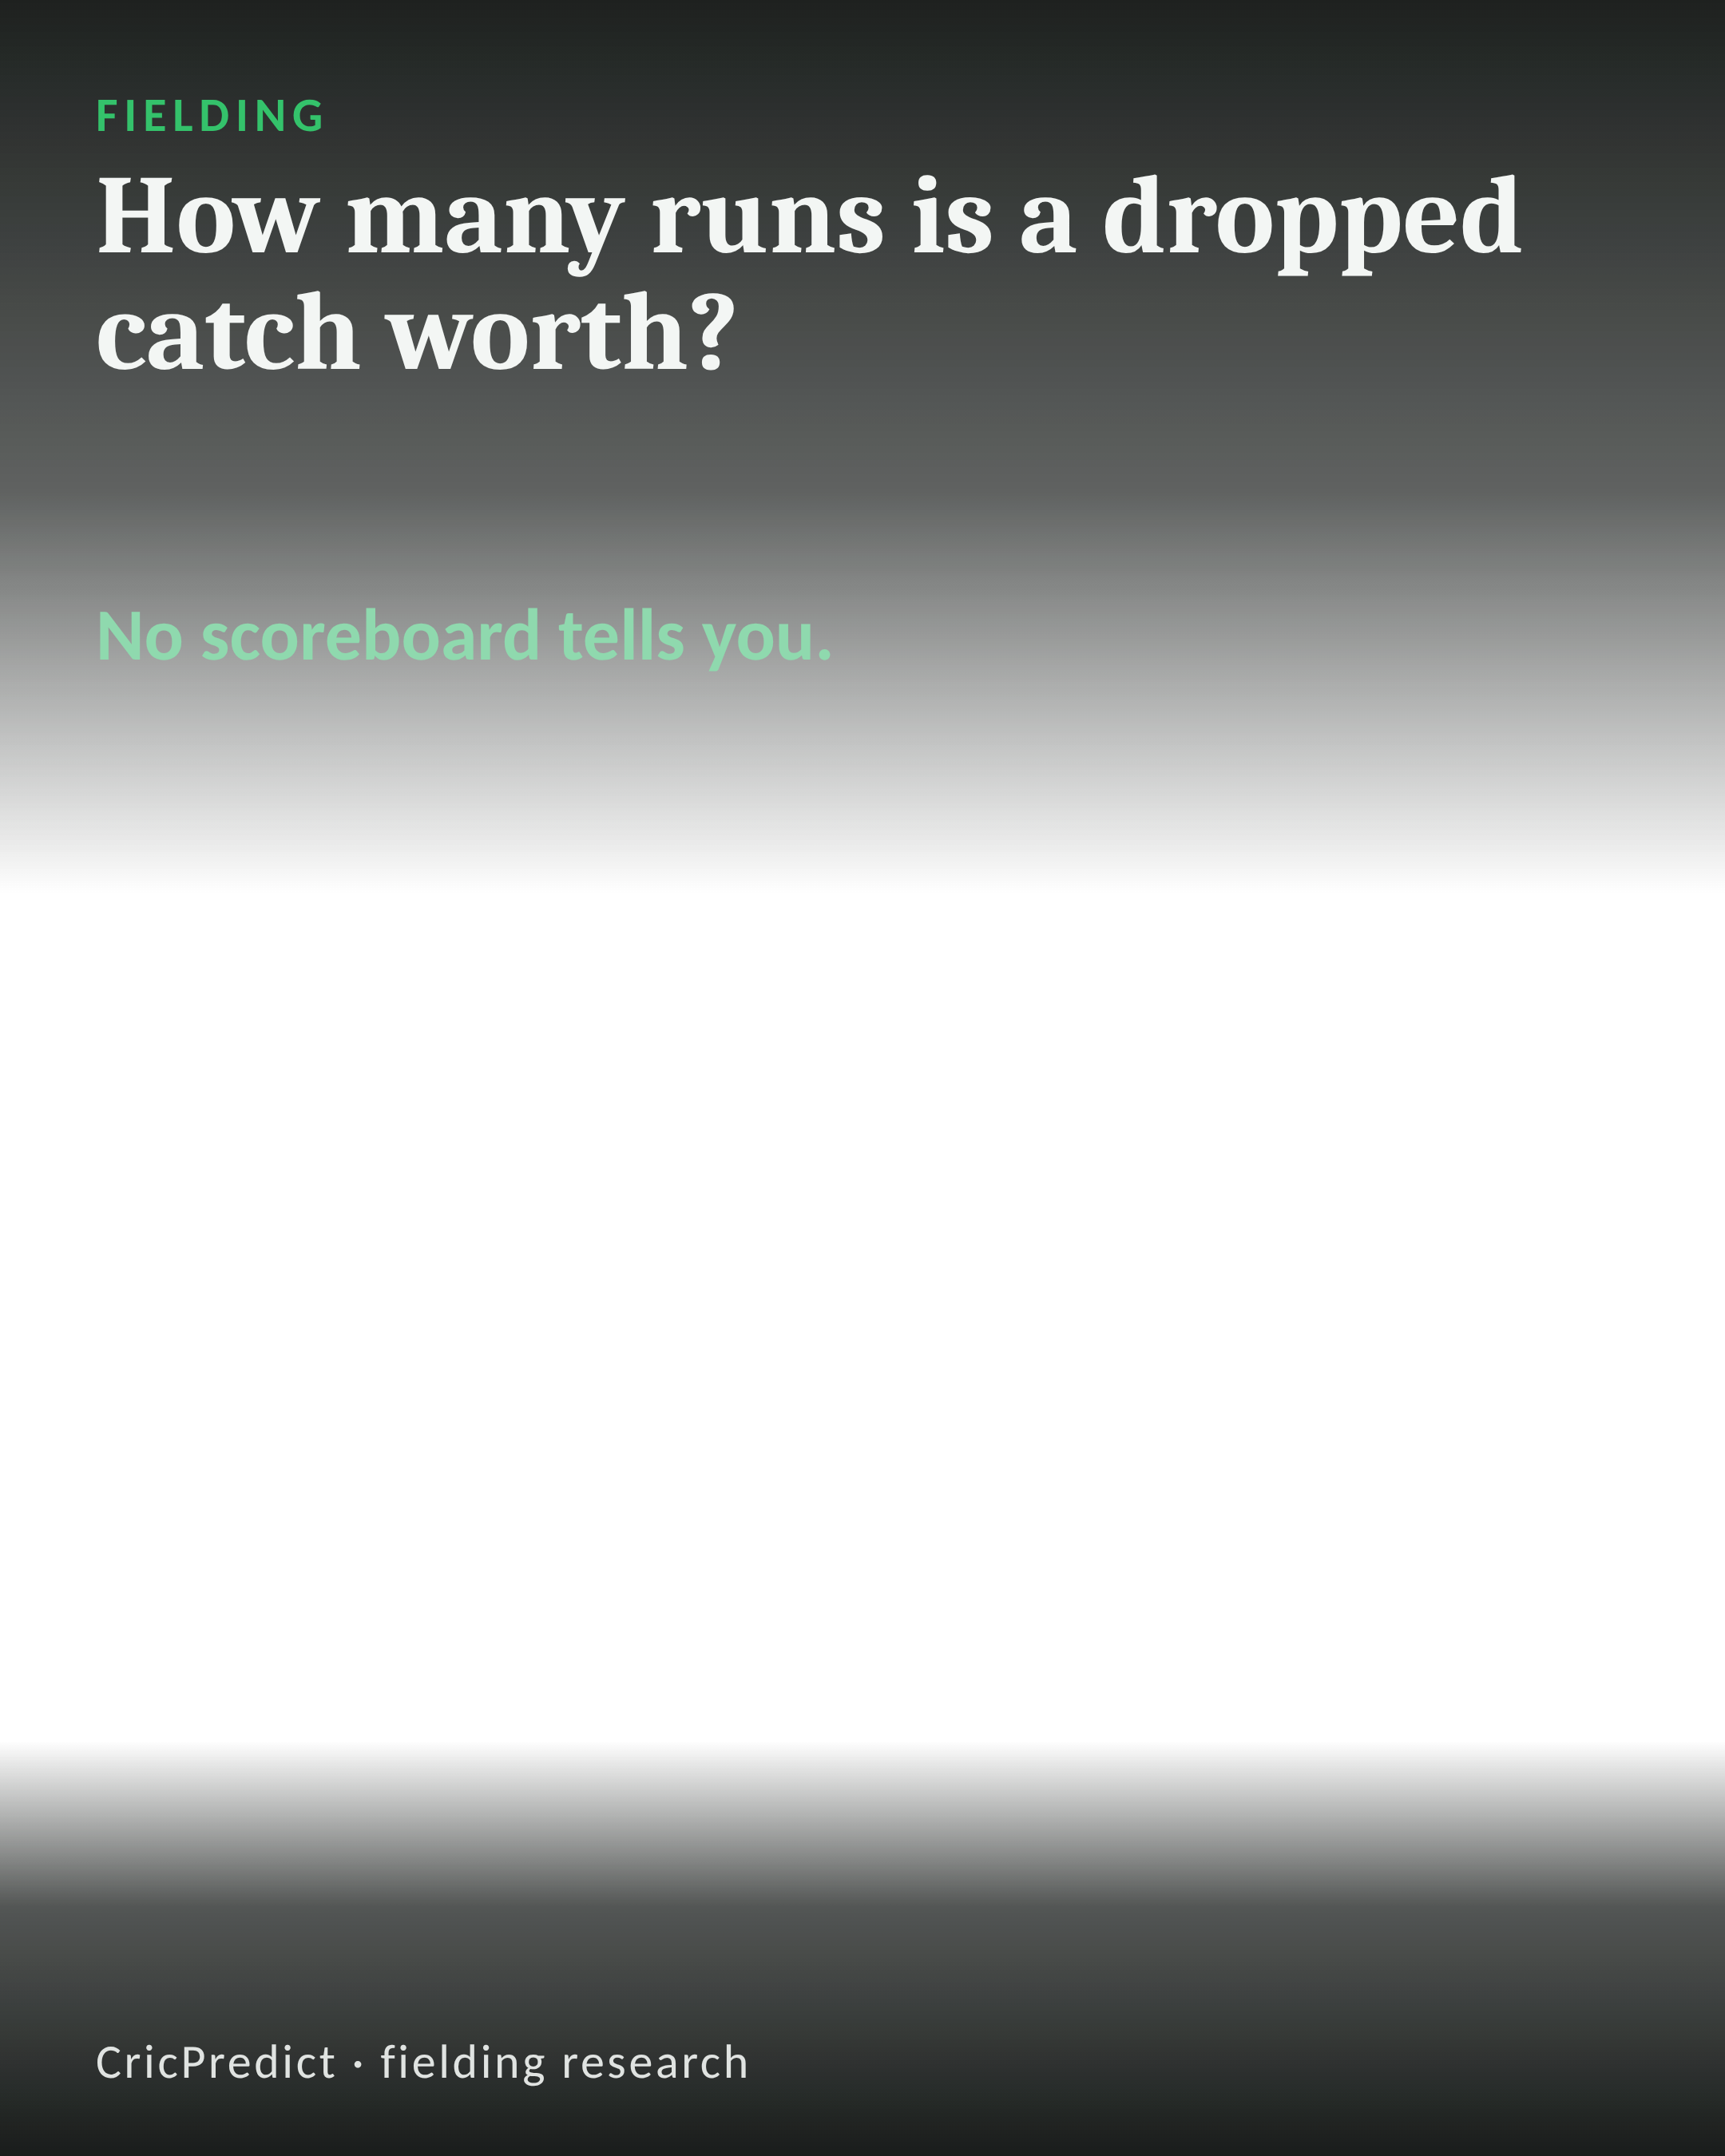 FIELDING
How many runs is a dropped
catch worth?
No scoreboard tells you.
CricPredict · fielding research